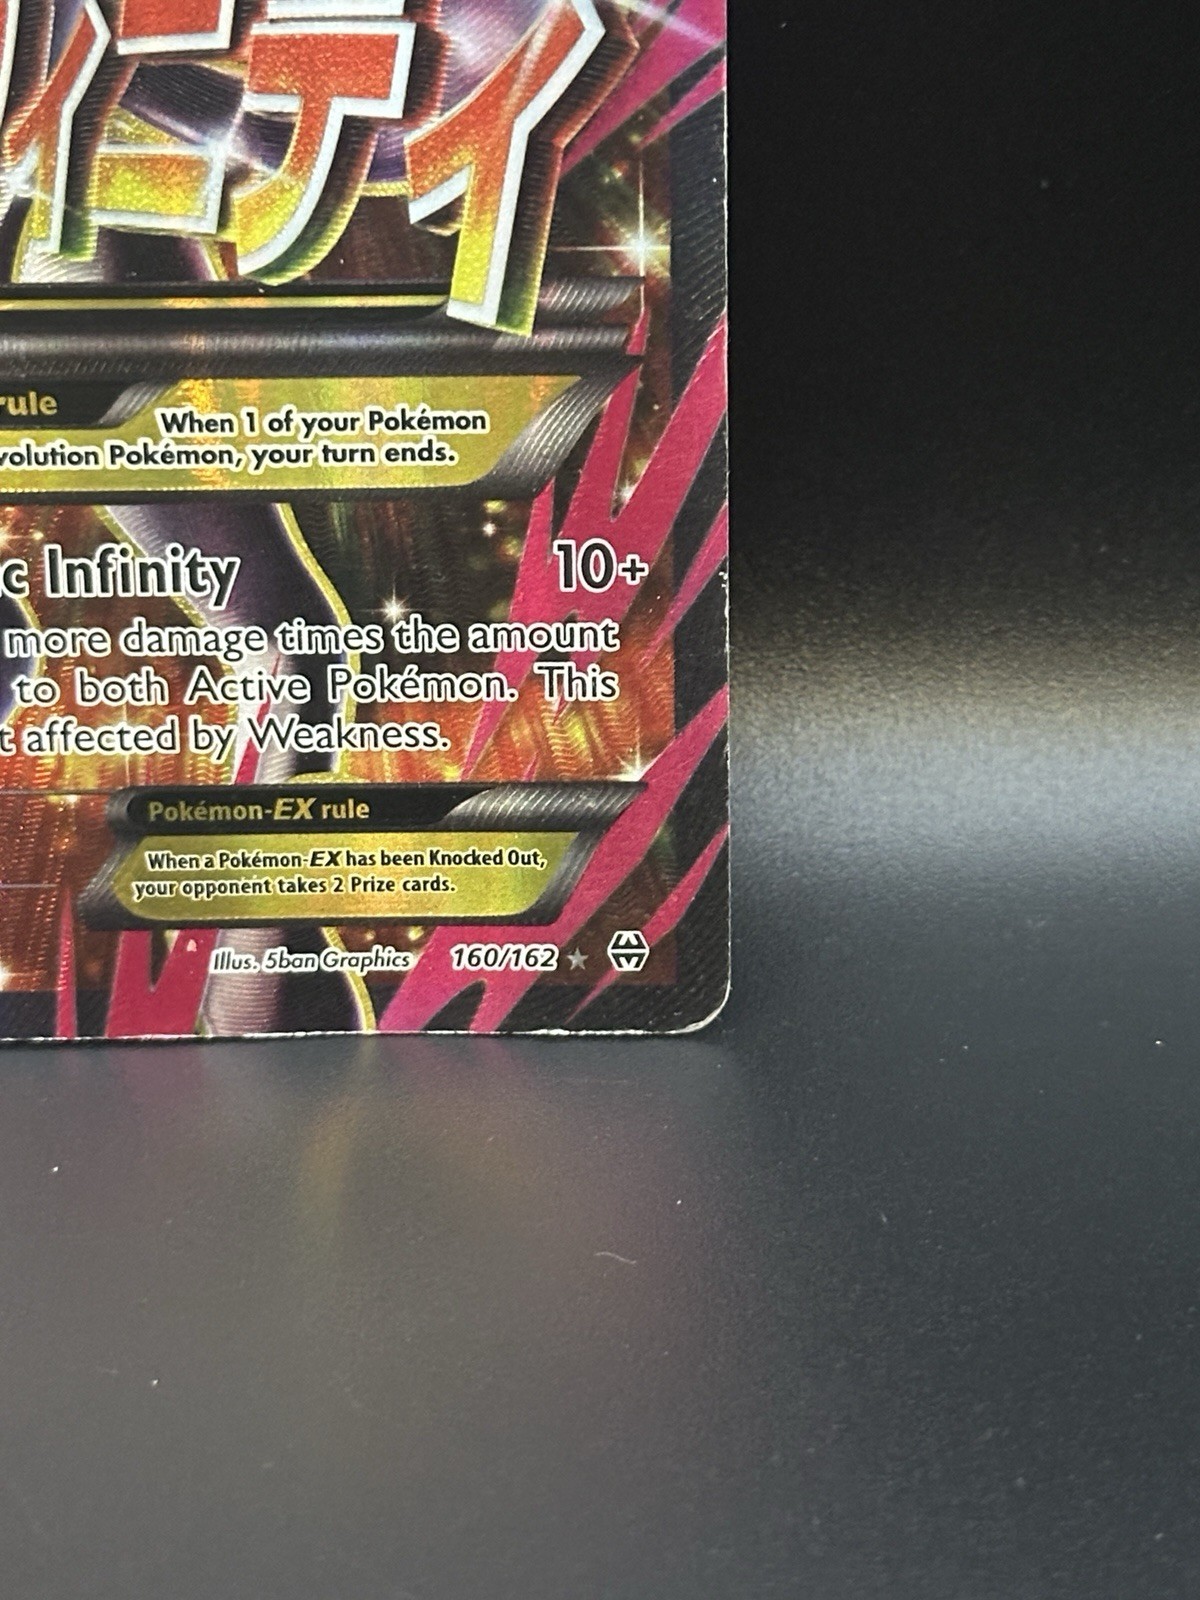 ィニティ
rule
When 1 of your Pokémon
volution Pokémon, your turn ends.
c Infinity 10+
more damage times the amount
to both Active Pokémon. This
t affected by Weakness.
Pokémon-EX rule
When a Pokémon-EX has been Knocked Out,
your opponent takes 2 Prize cards.
Illus. 5ban Graphics 160/162 ★